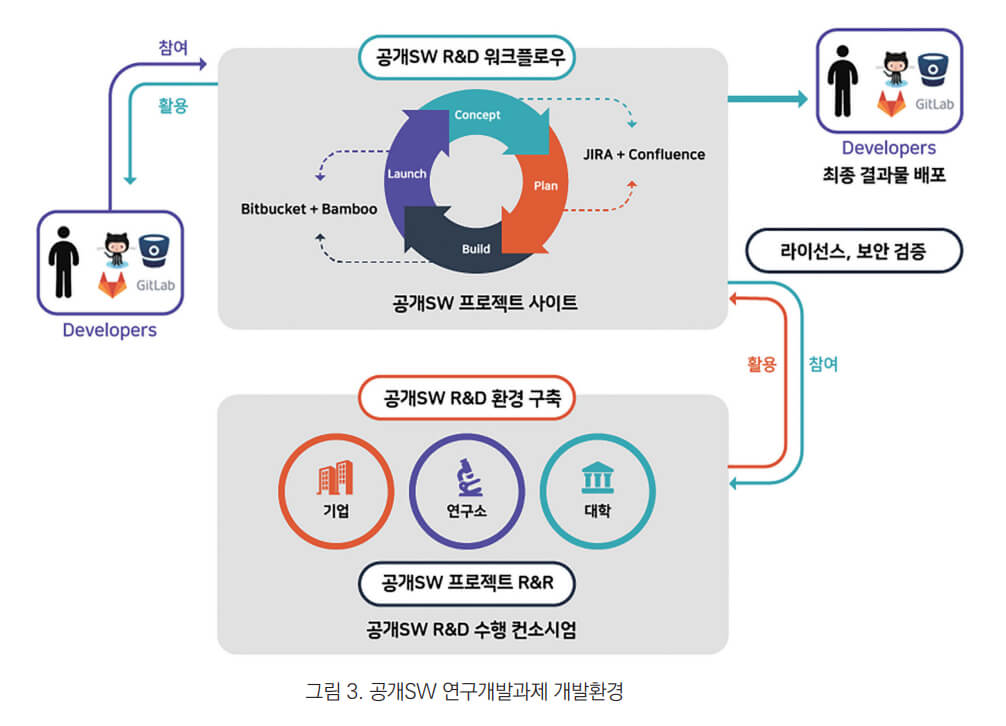 참여
활용
공개SW R&D 워크플로우
Concept
Plan
Build
Launch
JIRA + Confluence
Bitbucket + Bamboo
공개SW 프로젝트 사이트
GitLab
Developers
GitLab
Developers
최종 결과물 배포
라이선스, 보안 검증
활용
참여
공개SW R&D 환경 구축
기업
연구소
대학
공개SW 프로젝트 R&R
공개SW R&D 수행 컨소시엄
그림 3. 공개SW 연구개발과제 개발환경